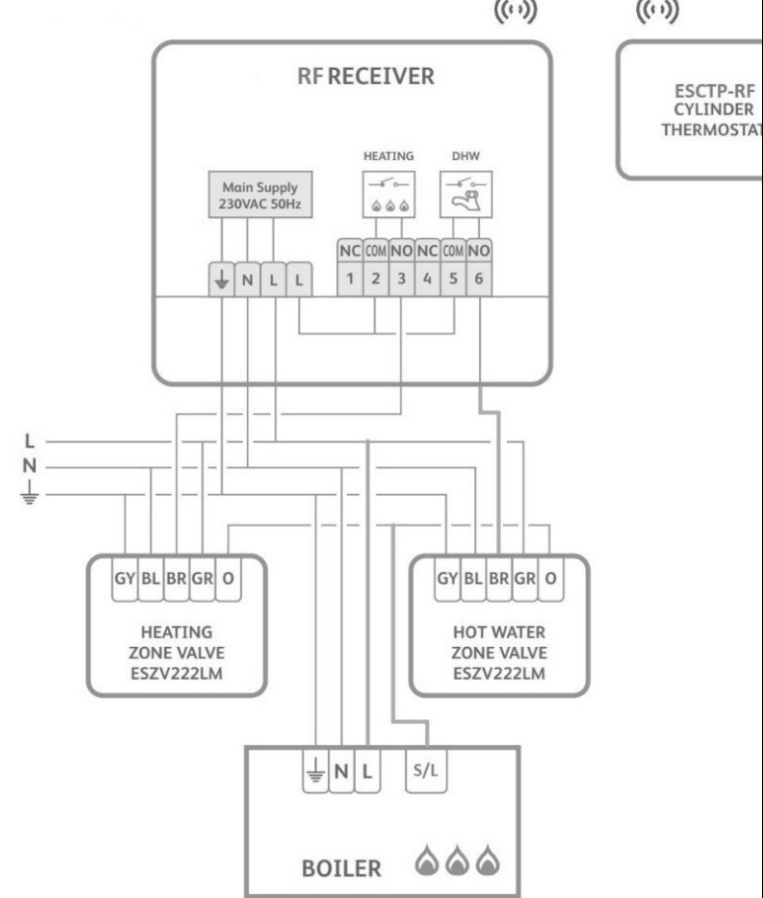 RF RECEIVER
ESCTP-RF
CYLINDER
THERMOSTAT
HEATING
DHW
Main Supply
230VAC 50Hz
NC COM NO NC COM NO
N L L 1 2 3 4 5 6
L
N
GY BL BR GR O
GY BL BR GR O
HEATING
ZONE VALVE
ESZV222LM
HOT WATER
ZONE VALVE
ESZV222LM
N L S/L
BOILER